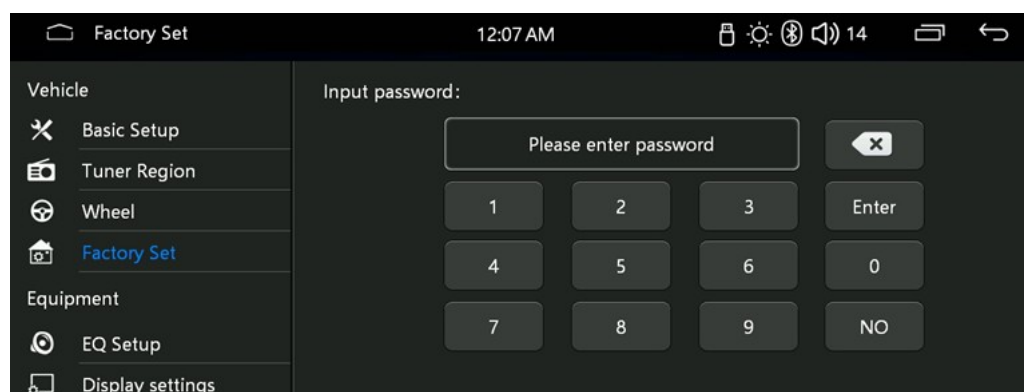 Factory Set 12:07 AM 14
Vehicle
Basic Setup
Tuner Region
Wheel
Factory Set
Equipment
EQ Setup
Display settings
Input password:
Please enter password
1 2 3 Enter
4 5 6 0
7 8 9 NO